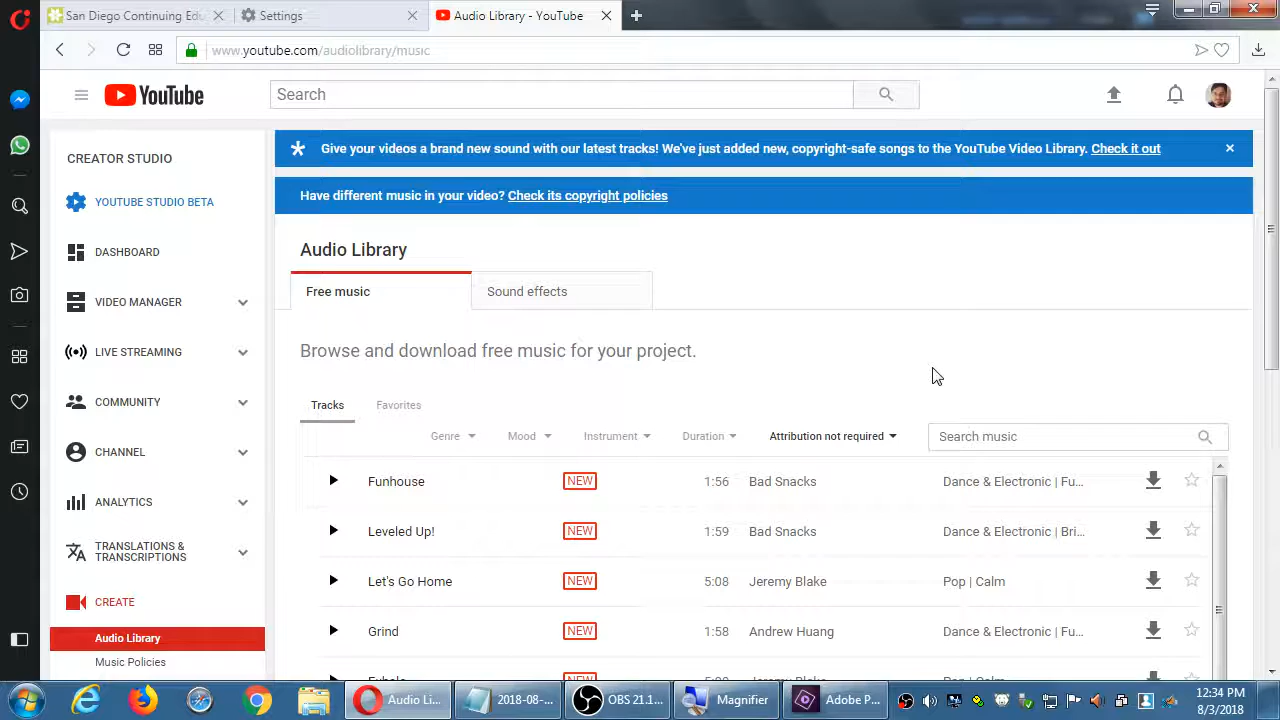 San Diego Continuing Edu
Settings
Audio Library - YouTube
www.youtube.com/audiolibrary/music
YouTube
Search
CREATOR STUDIO
YOUTUBE STUDIO BETA
DASHBOARD
VIDEO MANAGER
LIVE STREAMING
COMMUNITY
CHANNEL
ANALYTICS
TRANSLATIONS &
TRANSCRIPTIONS
CREATE
Audio Library
Music Policies
Give your videos a brand new sound with our latest tracks! We've just added new, copyright-safe songs to the YouTube Video Library. Check it out
Have different music in your video? Check its copyright policies
Audio Library
Free music
Sound effects
Browse and download free music for your project.
Tracks Favorites
Genre Mood Instrument Duration Attribution not required Search music
Funhouse NEW 1:56 Bad Snacks Dance & Electronic | Fu...
Leveled Up! NEW 1:59 Bad Snacks Dance & Electronic | Bri...
Let's Go Home NEW 5:08 Jeremy Blake Pop | Calm
Grind NEW 1:58 Andrew Huang Dance & Electronic | Fu...
Audio Li...
2018-08-...
OBS 21.1...
Magnifier
Adobe P...
12:34 PM
8/3/2018